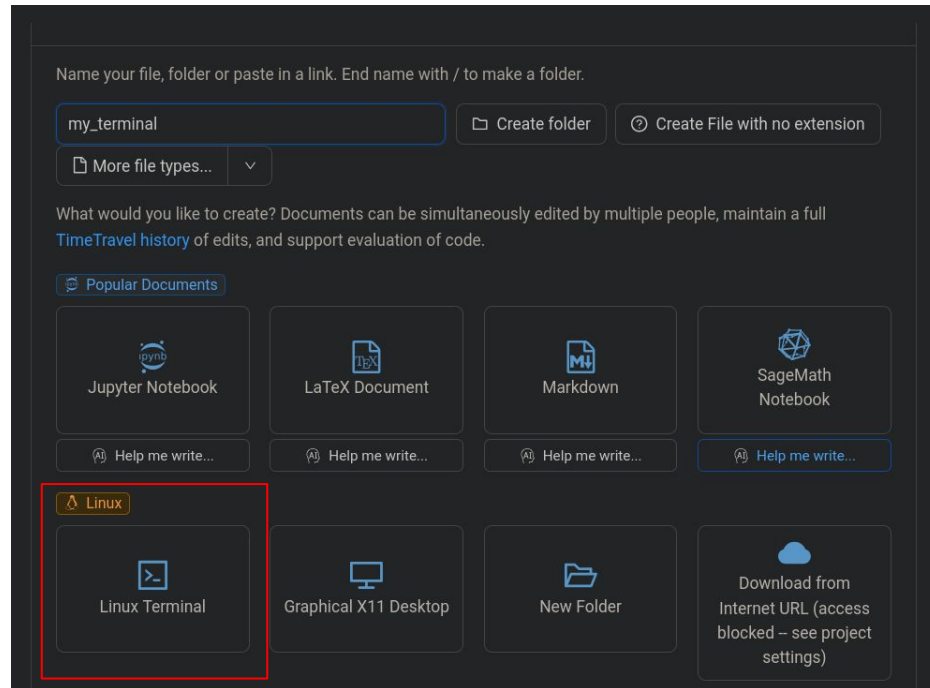 Name your file, folder or paste in a link. End name with / to make a folder.
my_terminal
Create folder
Create File with no extension
More file types...
What would you like to create? Documents can be simultaneously edited by multiple people, maintain a full
TimeTravel history of edits, and support evaluation of code.
Popular Documents
ipynb
Jupyter Notebook
TEX
LaTeX Document
M
Markdown
SageMath
Notebook
AI Help me write...
AI Help me write...
AI Help me write...
AI Help me write...
Linux
>_
Linux Terminal
Graphical X11 Desktop
New Folder
Download from
Internet URL (access
blocked -- see project
settings)